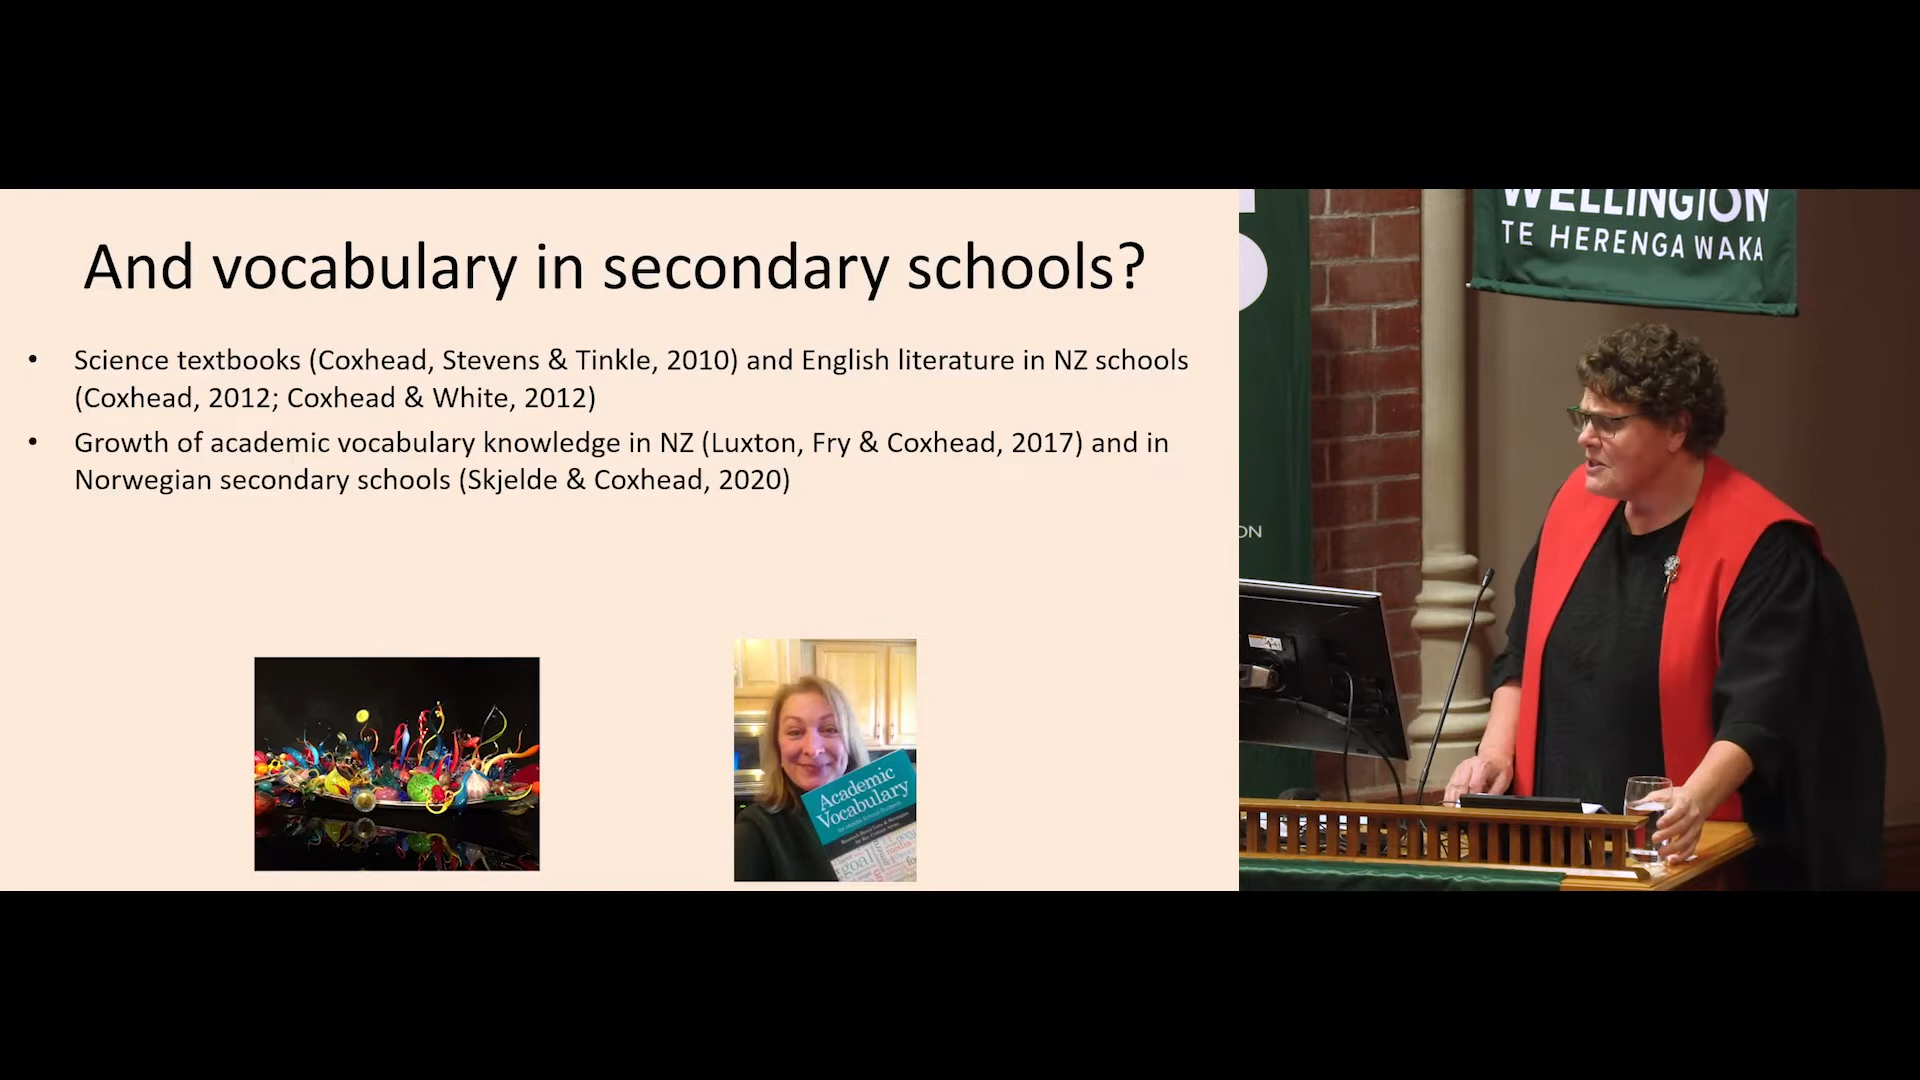 And vocabulary in secondary schools?
• Science textbooks (Coxhead, Stevens & Tinkle, 2010) and English literature in NZ schools
(Coxhead, 2012; Coxhead & White, 2012)
• Growth of academic vocabulary knowledge in NZ (Luxton, Fry & Coxhead, 2017) and in
Norwegian secondary schools (Skjelde & Coxhead, 2020)
Academic
Vocabulary
goal
media
WELLINGTON
TE HERENGA WAKA
ON